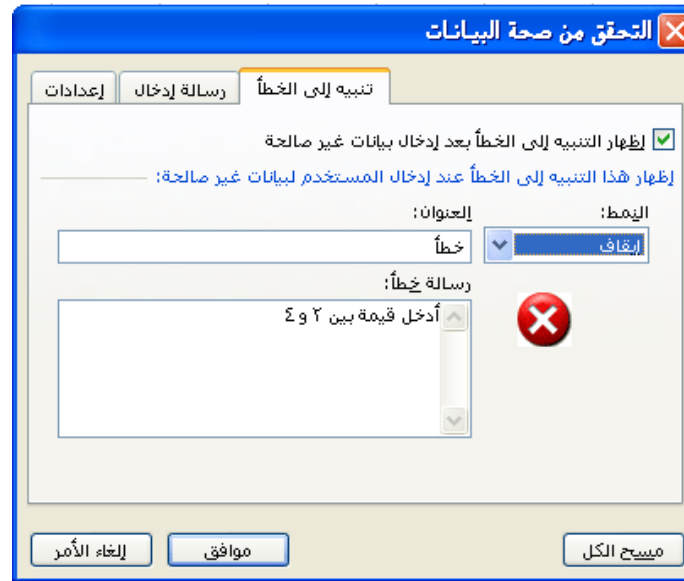 التحقق من صحة البيانات
إعدادات
رسالة إدخال
تنبيه إلى الخطأ
إظهار التنبيه إلى الخطأ بعد إدخال بيانات غير صالحة
إظهار هذا التنبيه إلى الخطأ عند إدخال المستخدم لبيانات غير صالحة:
النمط:
العنوان:
إيقاف
خطأ
رسالة خطأ:
أدخل قيمة بين ٢ و ٤
مسح الكل
موافق
إلغاء الأمر